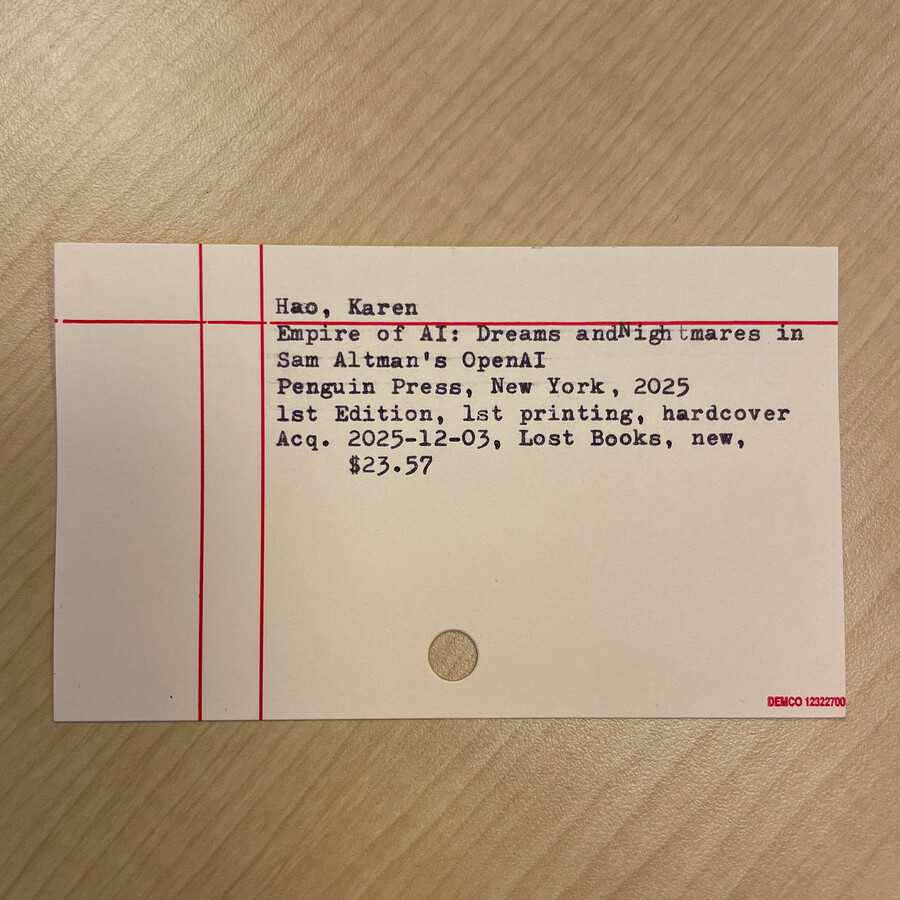 Hao, Karen
Empire of AI: Dreams andNightmares in
Sam Altman's OpenAI
Penguin Press, New York, 2025
1st Edition, 1st printing, hardcover
Acq. 2025-12-03, Lost Books, new,
$23.57
DEMCO 12322700